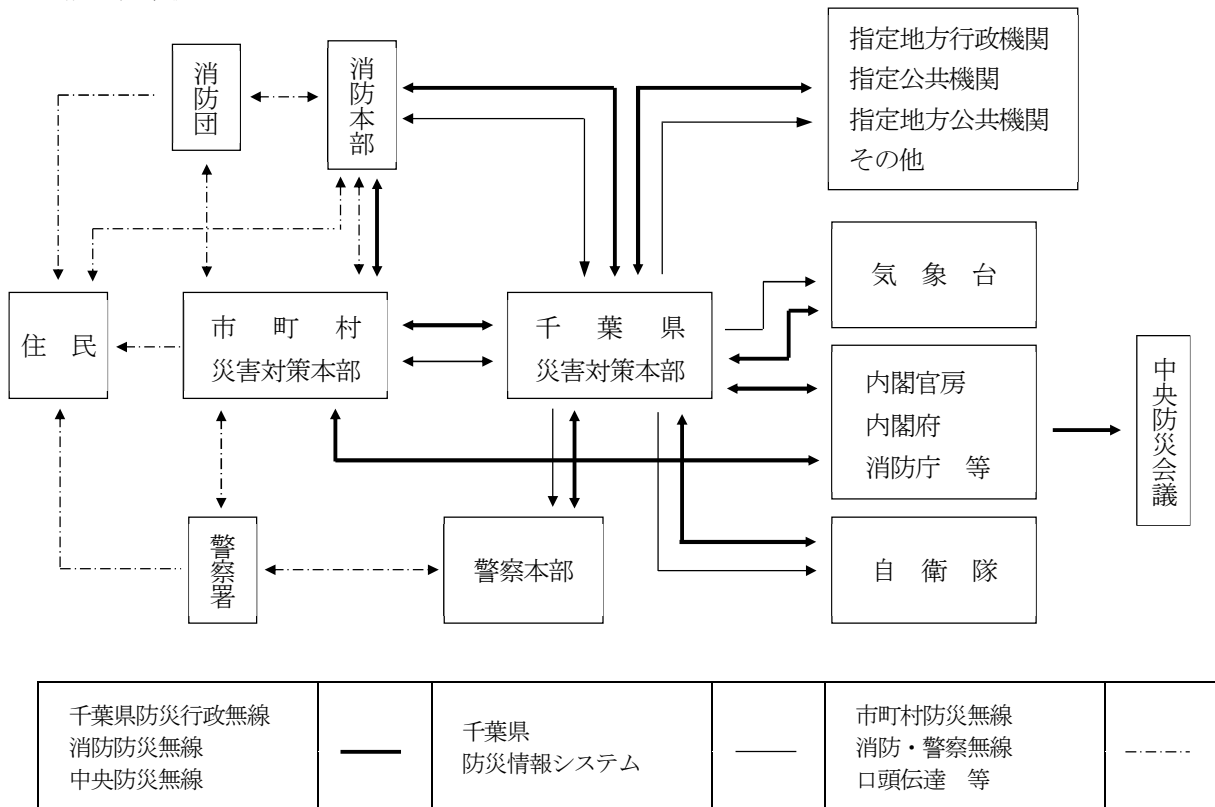 消防団
消防本部
指定地方行政機関
指定公共機関
指定地方公共機関
その他
気　象　台
住　民
市　町　村
災害対策本部
千　葉　県
災害対策本部
内閣官房
内閣府
消防庁　等
中央防災会議
警察署
警察本部
自　衛　隊
千葉県防災行政無線
消防防災無線
中央防災無線
千葉県
防災情報システム
市町村防災無線
消防・警察無線
口頭伝達　等